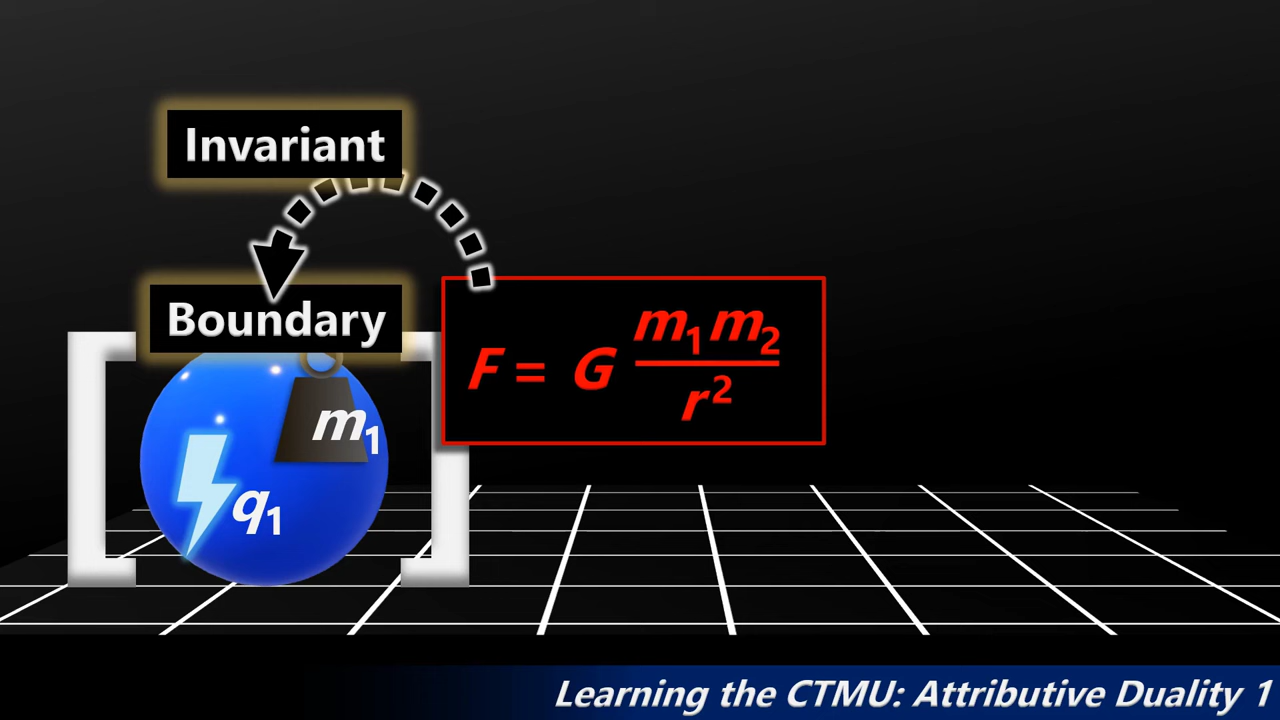 Invariant
Boundary
F = G m₁m₂ / r²
m₁
q₁
Learning the CTMU: Attributive Duality 1